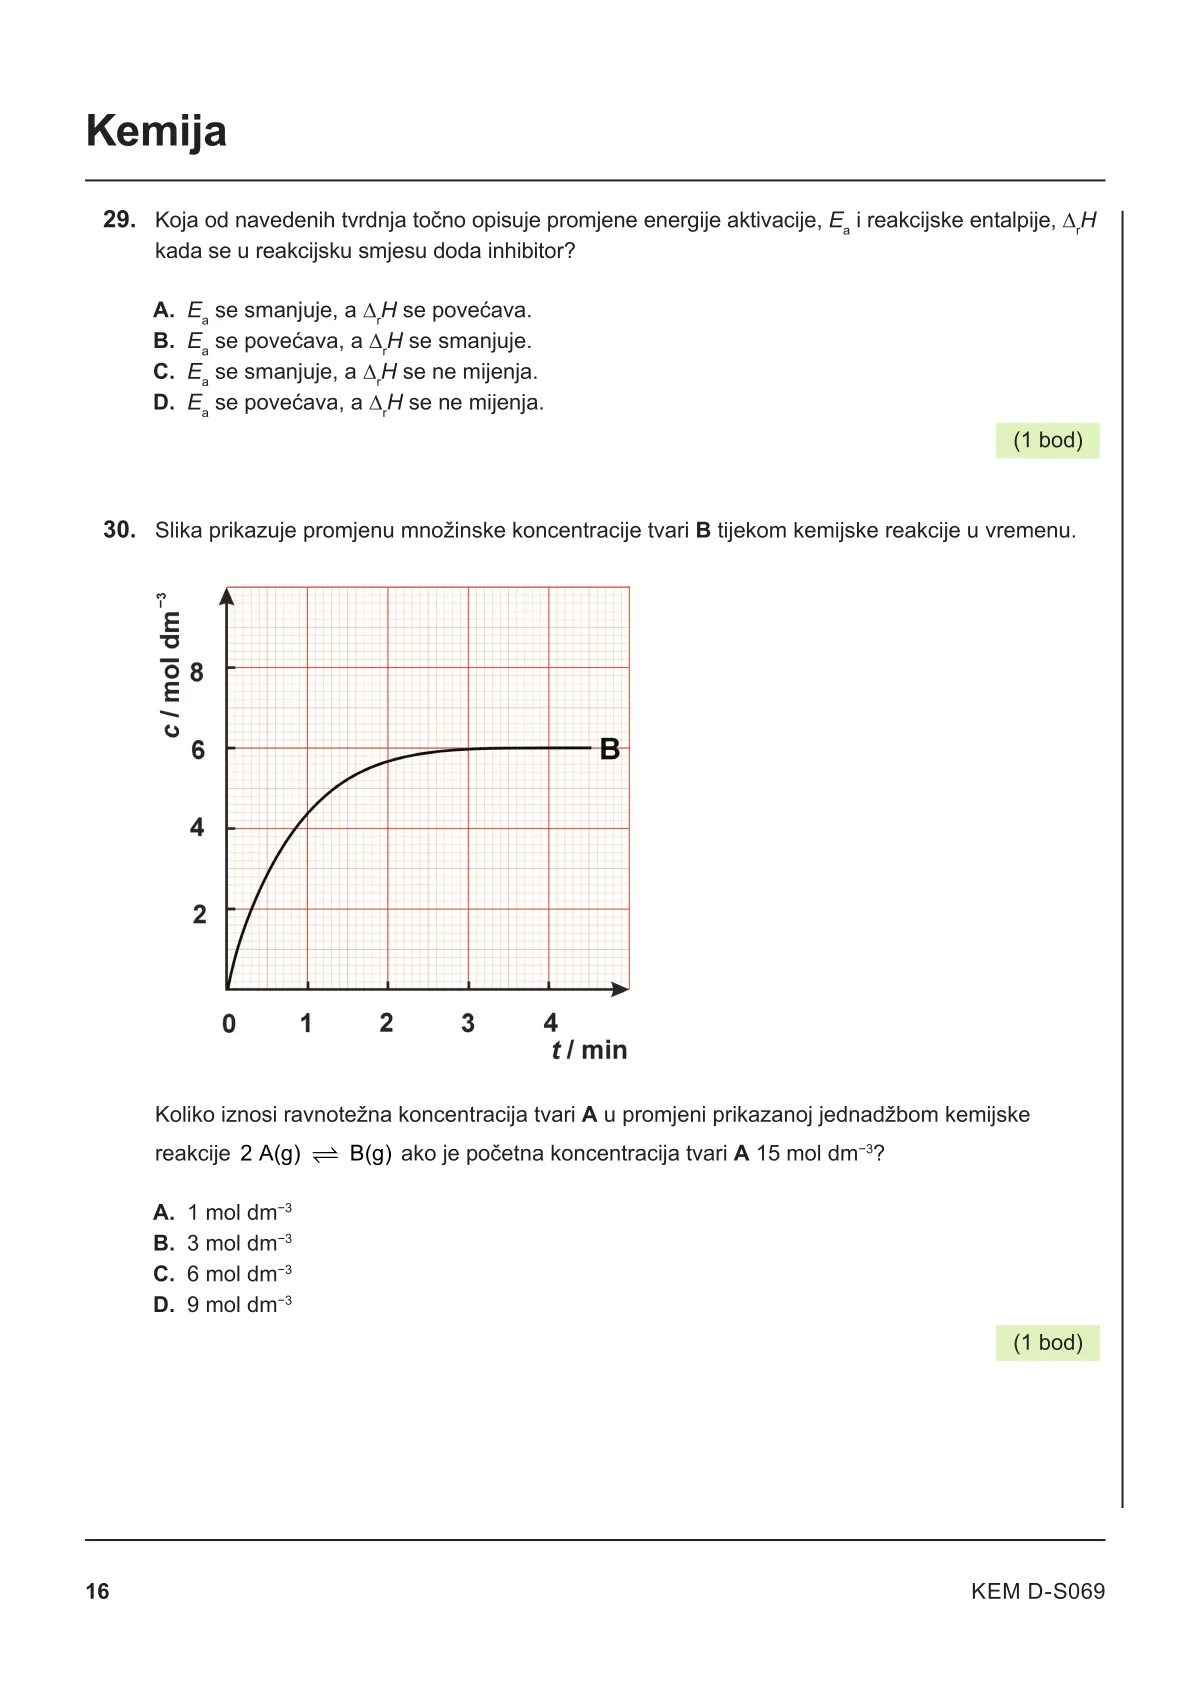 Kemija
29. Koja od navedenih tvrdnja točno opisuje promjene energije aktivacije, Eₐ i reakcijske entalpije, ΔᵣH
kada se u reakcijsku smjesu doda inhibitor?
A. Eₐ se smanjuje, a ΔᵣH se povećava.
B. Eₐ se povećava, a ΔᵣH se smanjuje.
C. Eₐ se smanjuje, a ΔᵣH se ne mijenja.
D. Eₐ se povećava, a ΔᵣH se ne mijenja.
(1 bod)
30. Slika prikazuje promjenu množinske koncentracije tvari B tijekom kemijske reakcije u vremenu.
c / mol dm⁻³
8
6
B
4
2
0 1 2 3 4
t / min
Koliko iznosi ravnotežna koncentracija tvari A u promjeni prikazanoj jednadžbom kemijske
reakcije 2 A(g) ⇌ B(g) ako je početna koncentracija tvari A 15 mol dm⁻³?
A. 1 mol dm⁻³
B. 3 mol dm⁻³
C. 6 mol dm⁻³
D. 9 mol dm⁻³
(1 bod)
16 KEM D-S069